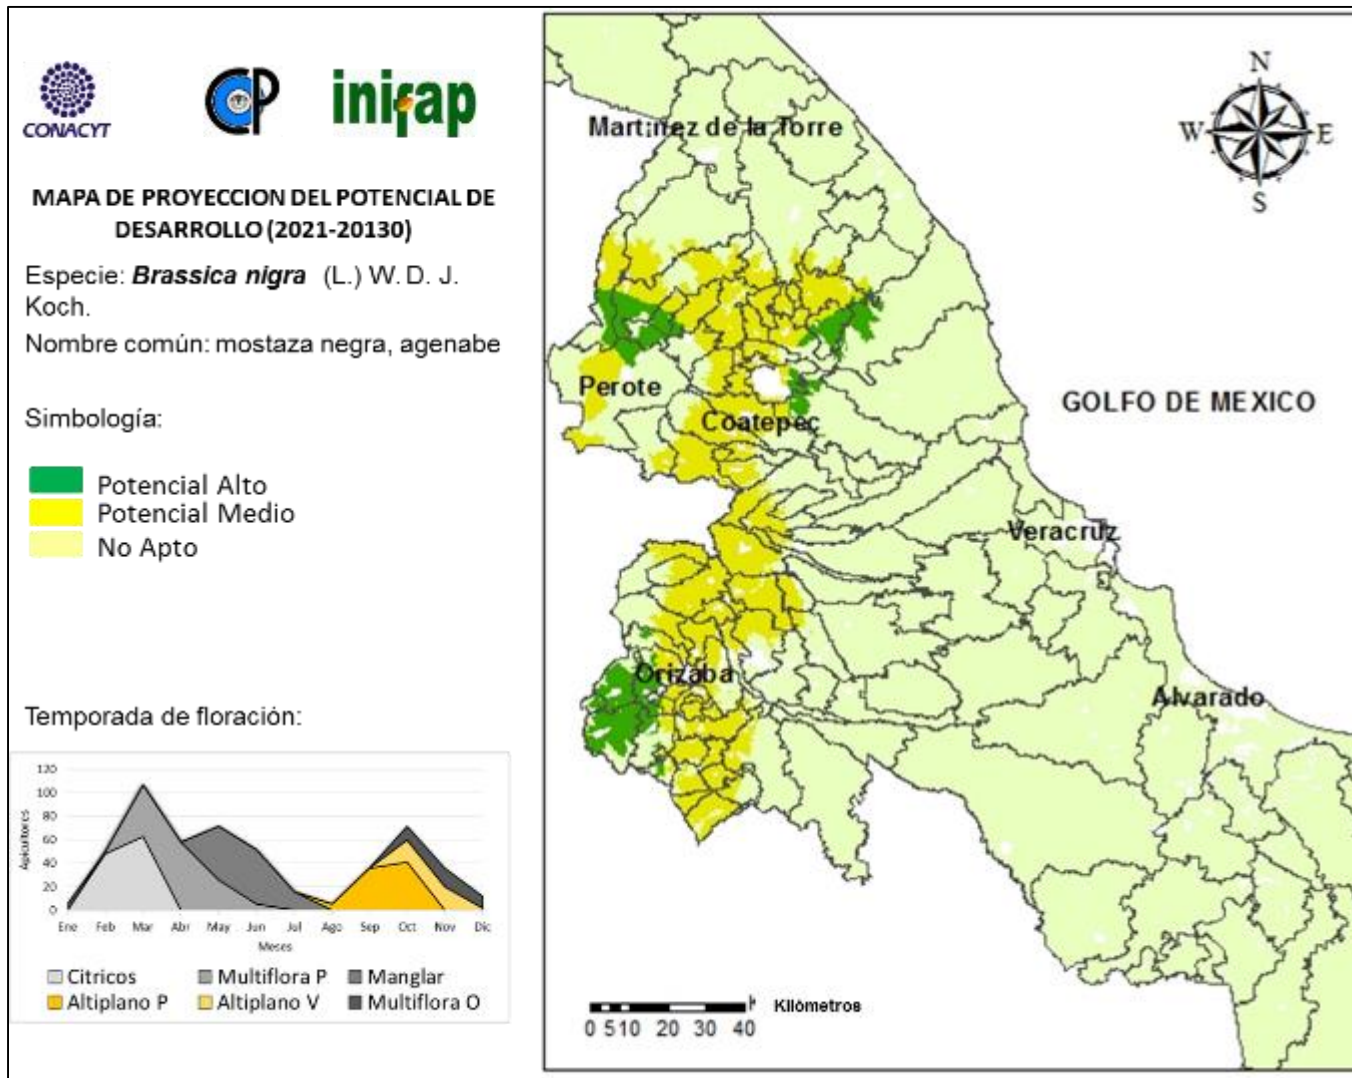 CONACYT
CP
inifap
MAPA DE PROYECCION DEL POTENCIAL DE
DESARROLLO (2021-20130)
Especie: Brassica nigra (L.) W. D. J.
Koch.
Nombre común: mostaza negra, agenabe
Simbología:
Potencial Alto
Potencial Medio
No Apto
Temporada de floración:
120
100
80
60
40
20
0
Apicultores
Ene Feb Mar Abr May Jun Jul Ago Sep Oct Nov Dic
Meses
Citricos Multiflora P Manglar
Altiplano P Altiplano V Multiflora O
Martinez de la Torre
N
W E
S
Perote
GOLFO DE MEXICO
Coatepec
Veracruz
Orizaba
Alvarado
Kilómetros
0 5 10 20 30 40